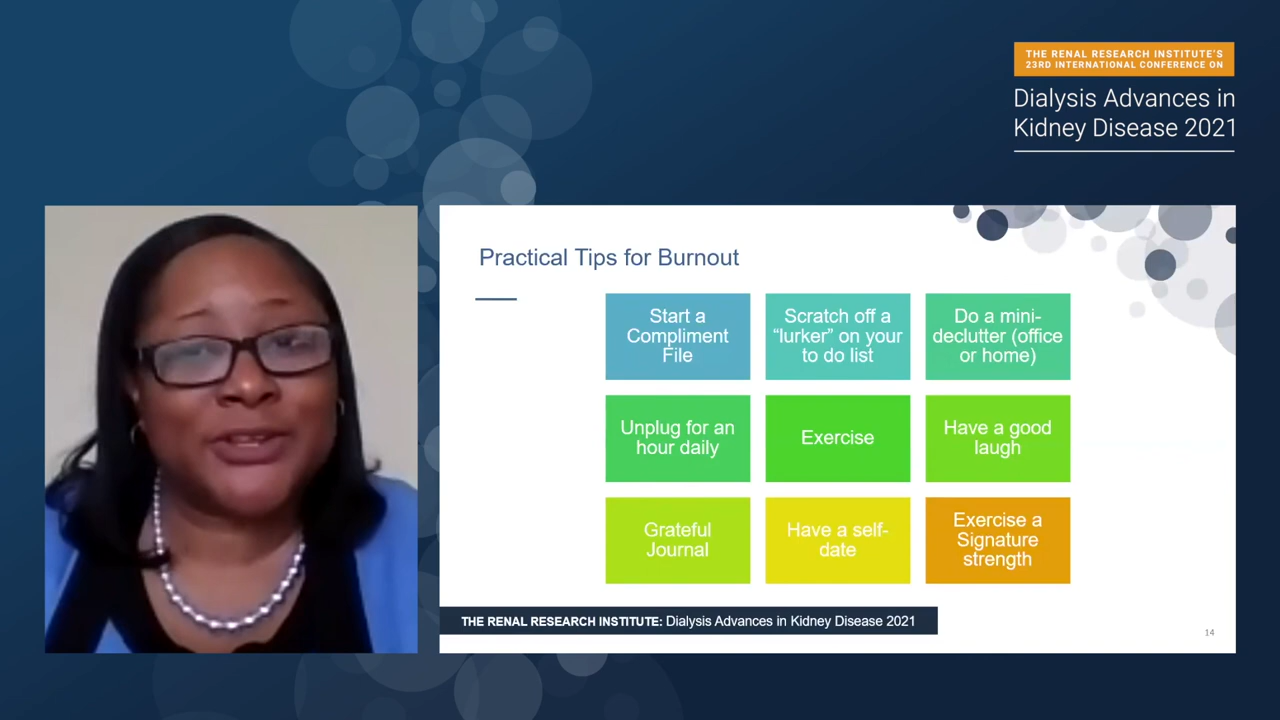 THE RENAL RESEARCH INSTITUTE'S
23RD INTERNATIONAL CONFERENCE ON
Dialysis Advances in
Kidney Disease 2021
Practical Tips for Burnout
Start a
Compliment
File
Scratch off a
“lurker” on your
to do list
Do a mini-
declutter (office
or home)
Unplug for an
hour daily
Exercise
Have a good
laugh
Grateful
Journal
Have a self-
date
Exercise a
Signature
strength
THE RENAL RESEARCH INSTITUTE: Dialysis Advances in Kidney Disease 2021
14